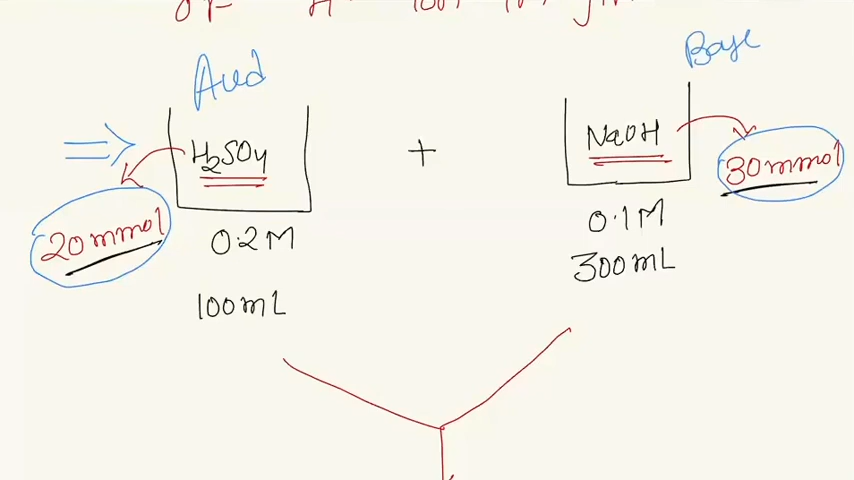 Acid
Base
H₂SO₄
+
NaOH
30mmol
20mmol
0.2M
0.1M
300mL
100mL